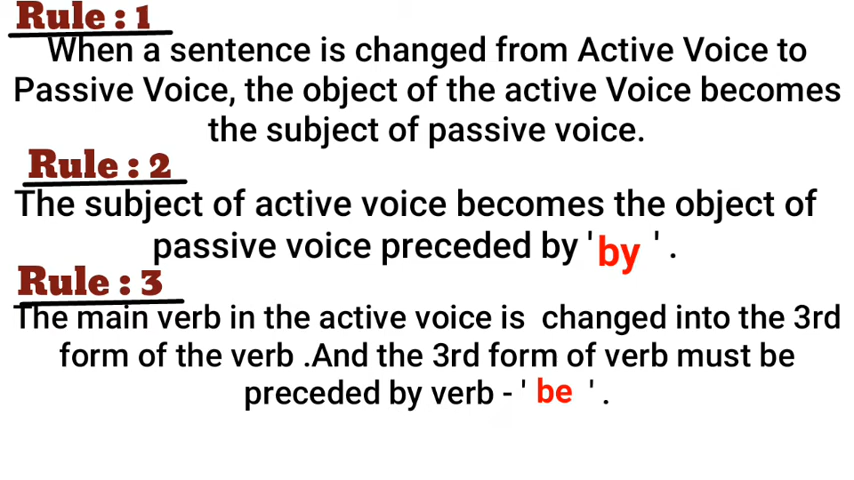 Rule : 1
When a sentence is changed from Active Voice to
Passive Voice, the object of the active Voice becomes
the subject of passive voice.
Rule : 2
The subject of active voice becomes the object of
passive voice preceded by ' by ' .
Rule : 3
The main verb in the active voice is changed into the 3rd
form of the verb .And the 3rd form of verb must be
preceded by verb - ' be ' .